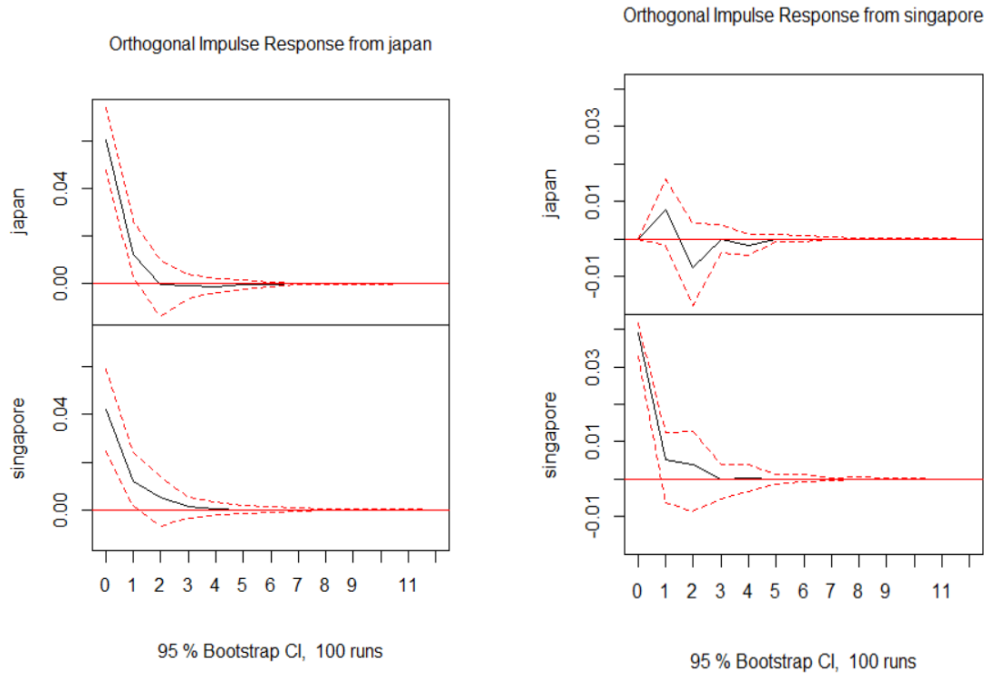 Orthogonal Impulse Response from japan
japan
0.04
0.00
singapore
0.04
0.00
0 1 2 3 4 5 6 7 8 9 11
95 % Bootstrap CI, 100 runs
Orthogonal Impulse Response from singapore
japan
0.03
0.01
-0.01
singapore
0.03
0.01
-0.01
0 1 2 3 4 5 6 7 8 9 11
95 % Bootstrap CI, 100 runs